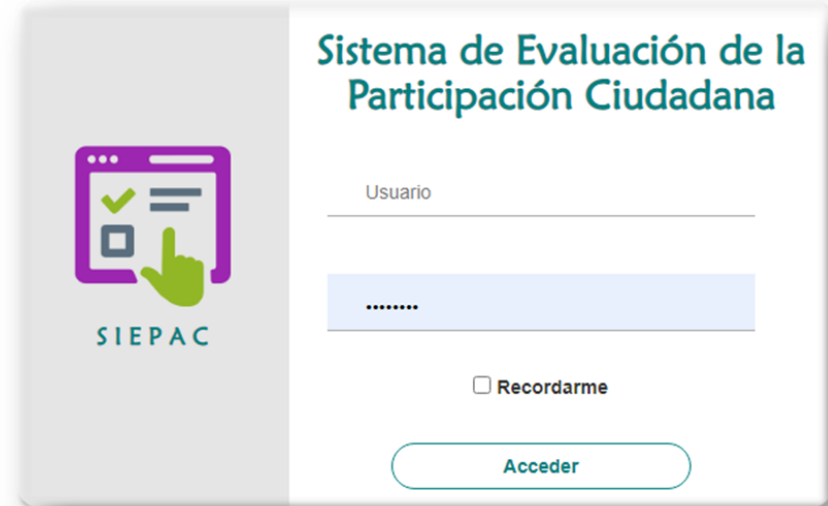 Sistema de Evaluación de la
Participación Ciudadana
Usuario
........
SIEPAC
Recordarme
Acceder